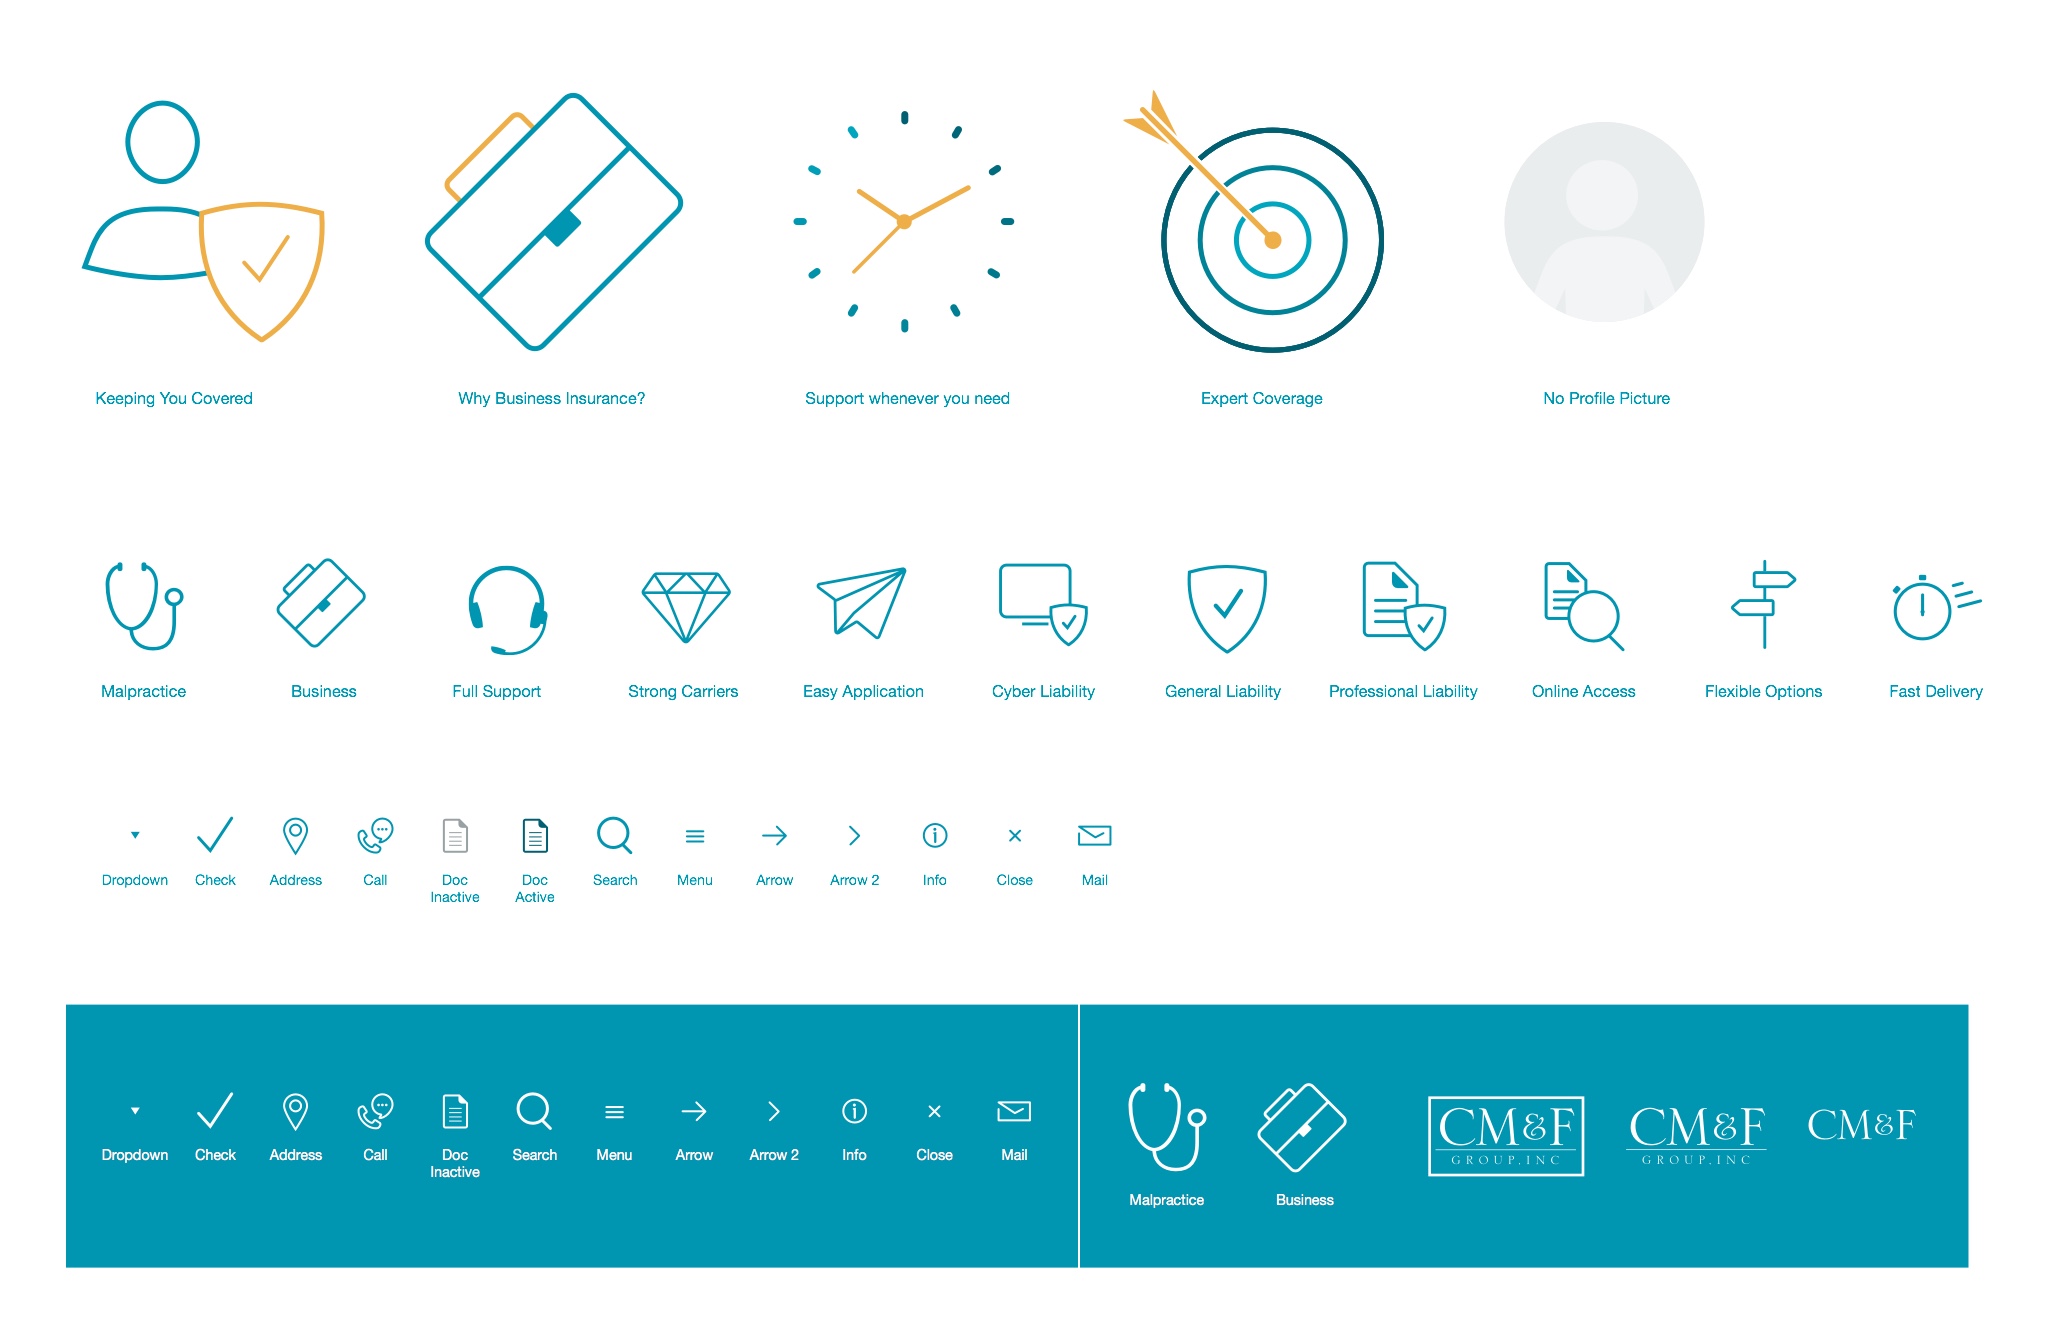 Keeping You Covered
Why Business Insurance?
Support whenever you need
Expert Coverage
No Profile Picture
Malpractice
Business
Full Support
Strong Carriers
Easy Application
Cyber Liability
General Liability
Professional Liability
Online Access
Flexible Options
Fast Delivery
Dropdown
Check
Address
Call
Doc
Inactive
Doc
Active
Search
Menu
Arrow
Arrow 2
Info
Close
Mail
Dropdown
Check
Address
Call
Doc
Inactive
Search
Menu
Arrow
Arrow 2
Info
Close
Mail
Malpractice
Business
CM&F
GROUP, INC
CM&F
GROUP, INC
CM&F